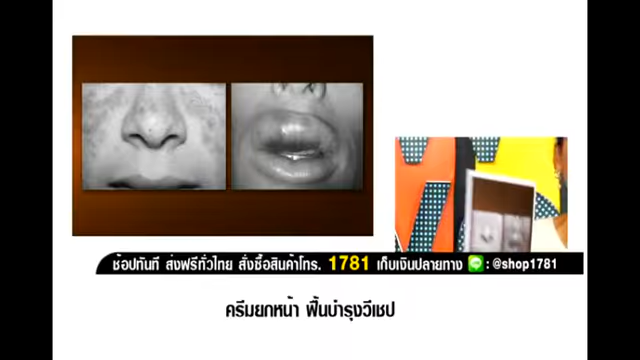 ช้อปทันที ส่งฟรีทั่วไทย สั่งซื้อสินค้าโทร. 1781 เก็บเงินปลายทาง : @shop1781
ครีมยกหน้า ฟื้นบำรุงวีเชป